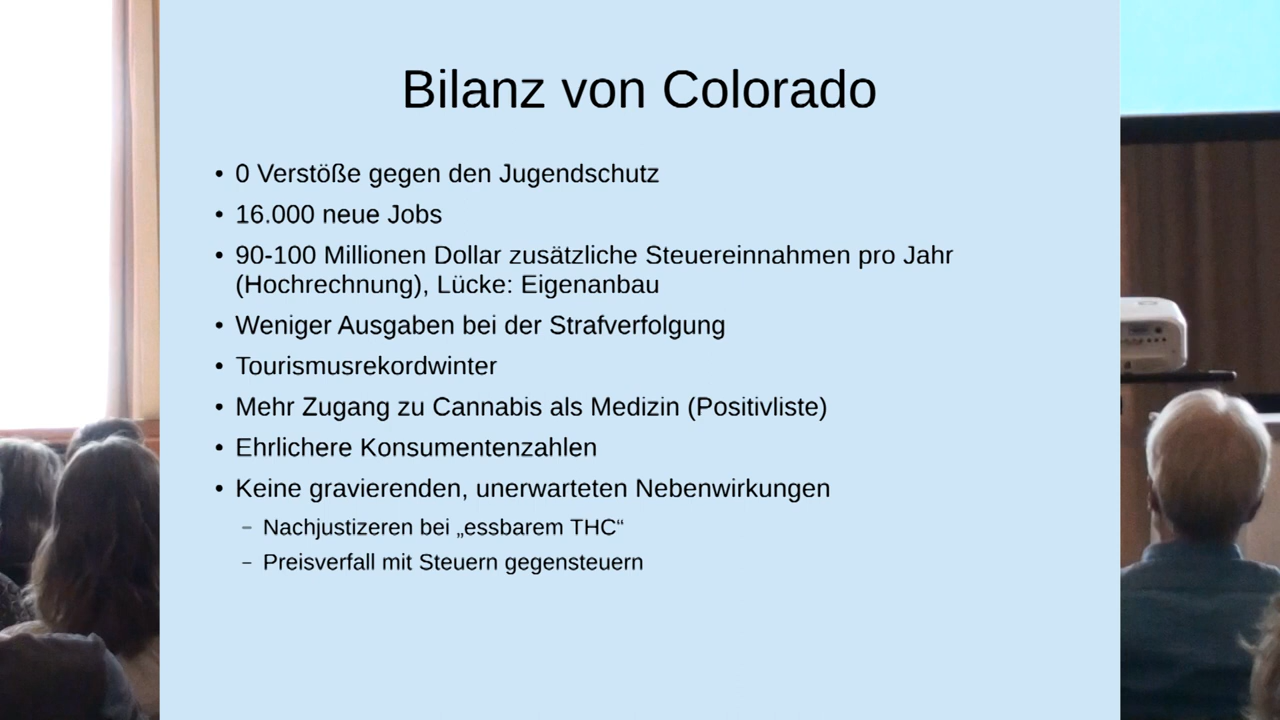 Bilanz von Colorado
• 0 Verstöße gegen den Jugendschutz
• 16.000 neue Jobs
• 90-100 Millionen Dollar zusätzliche Steuereinnahmen pro Jahr
(Hochrechnung), Lücke: Eigenanbau
• Weniger Ausgaben bei der Strafverfolgung
• Tourismusrekordwinter
• Mehr Zugang zu Cannabis als Medizin (Positivliste)
• Ehrlichere Konsumentenzahlen
• Keine gravierenden, unerwarteten Nebenwirkungen
– Nachjustizeren bei „essbarem THC“
– Preisverfall mit Steuern gegensteuern